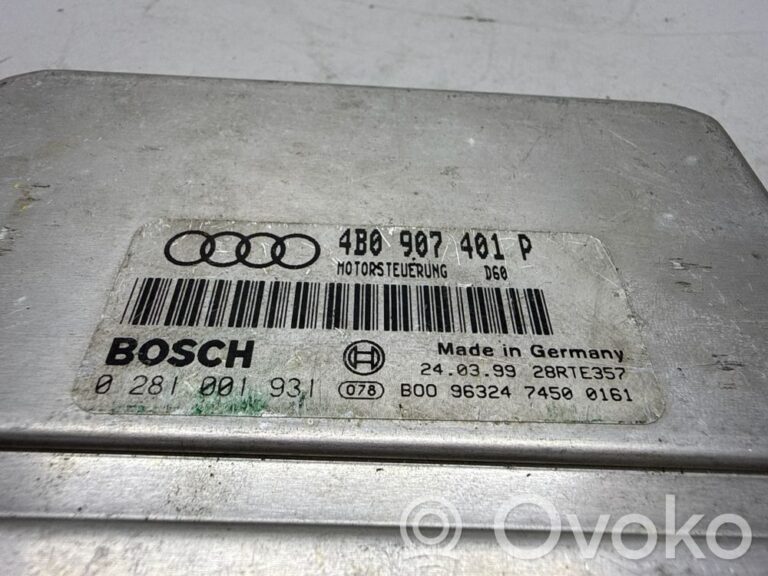 4B0 907 401 P
MOTORSTEUERUNG D60
BOSCH
Made in Germany
24.03.99 28RTE357
0 281 001 931 078 B00 96324 7450 0161
© Ovoko